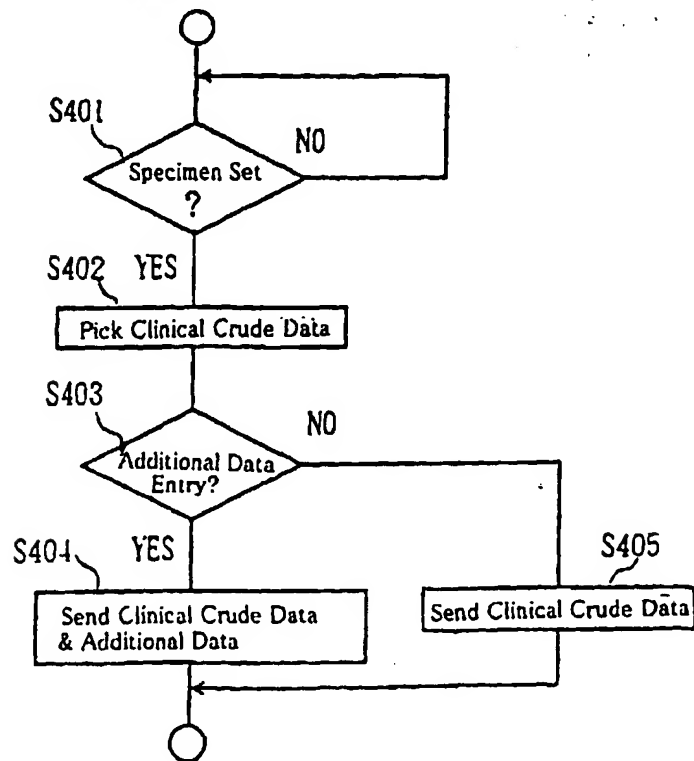 S401
NO
Specimen Set
?
S402
YES
Pick Clinical Crude Data
S403
NO
Additional Data
Entry?
S404
YES
S405
Send Clinical Crude Data
& Additional Data
Send Clinical Crude Data